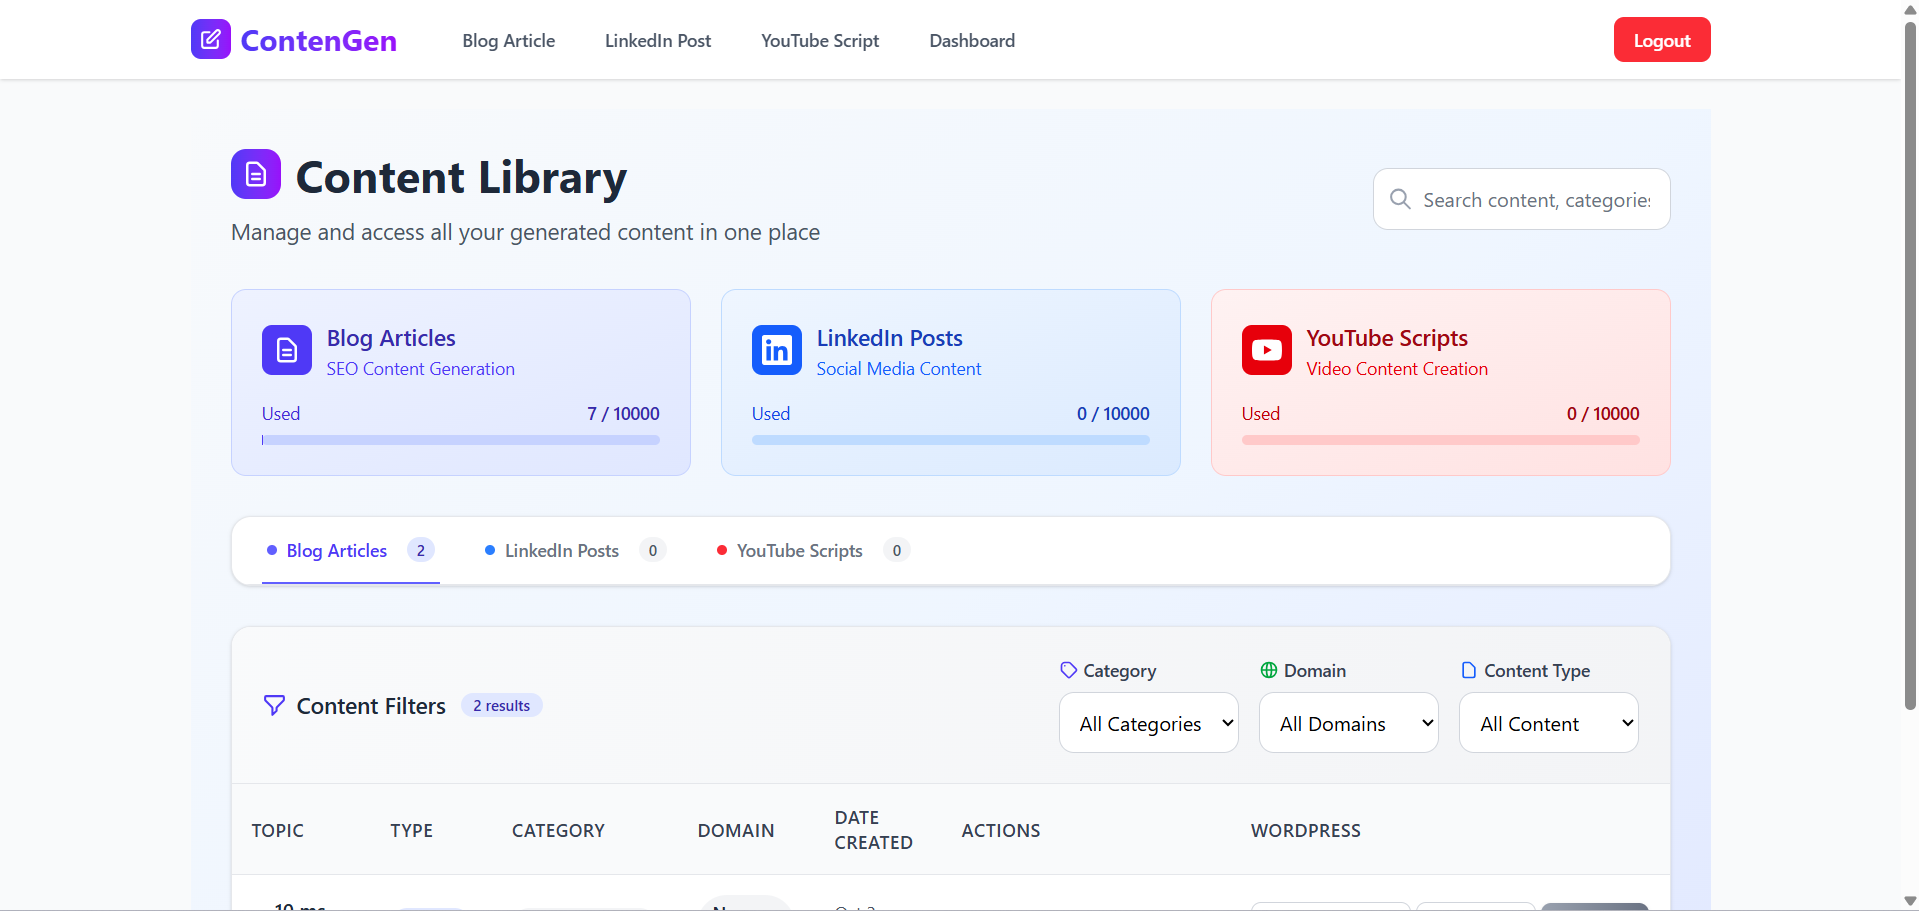 ContenGen
Blog Article
LinkedIn Post
YouTube Script
Dashboard
Logout
Content Library
Manage and access all your generated content in one place
Search content, categories
Blog Articles
SEO Content Generation
Used 7 / 10000
LinkedIn Posts
Social Media Content
Used 0 / 10000
YouTube Scripts
Video Content Creation
Used 0 / 10000
Blog Articles 2
LinkedIn Posts 0
YouTube Scripts 0
Content Filters 2 results
Category
All Categories
Domain
All Domains
Content Type
All Content
TOPIC
TYPE
CATEGORY
DOMAIN
DATE
CREATED
ACTIONS
WORDPRESS